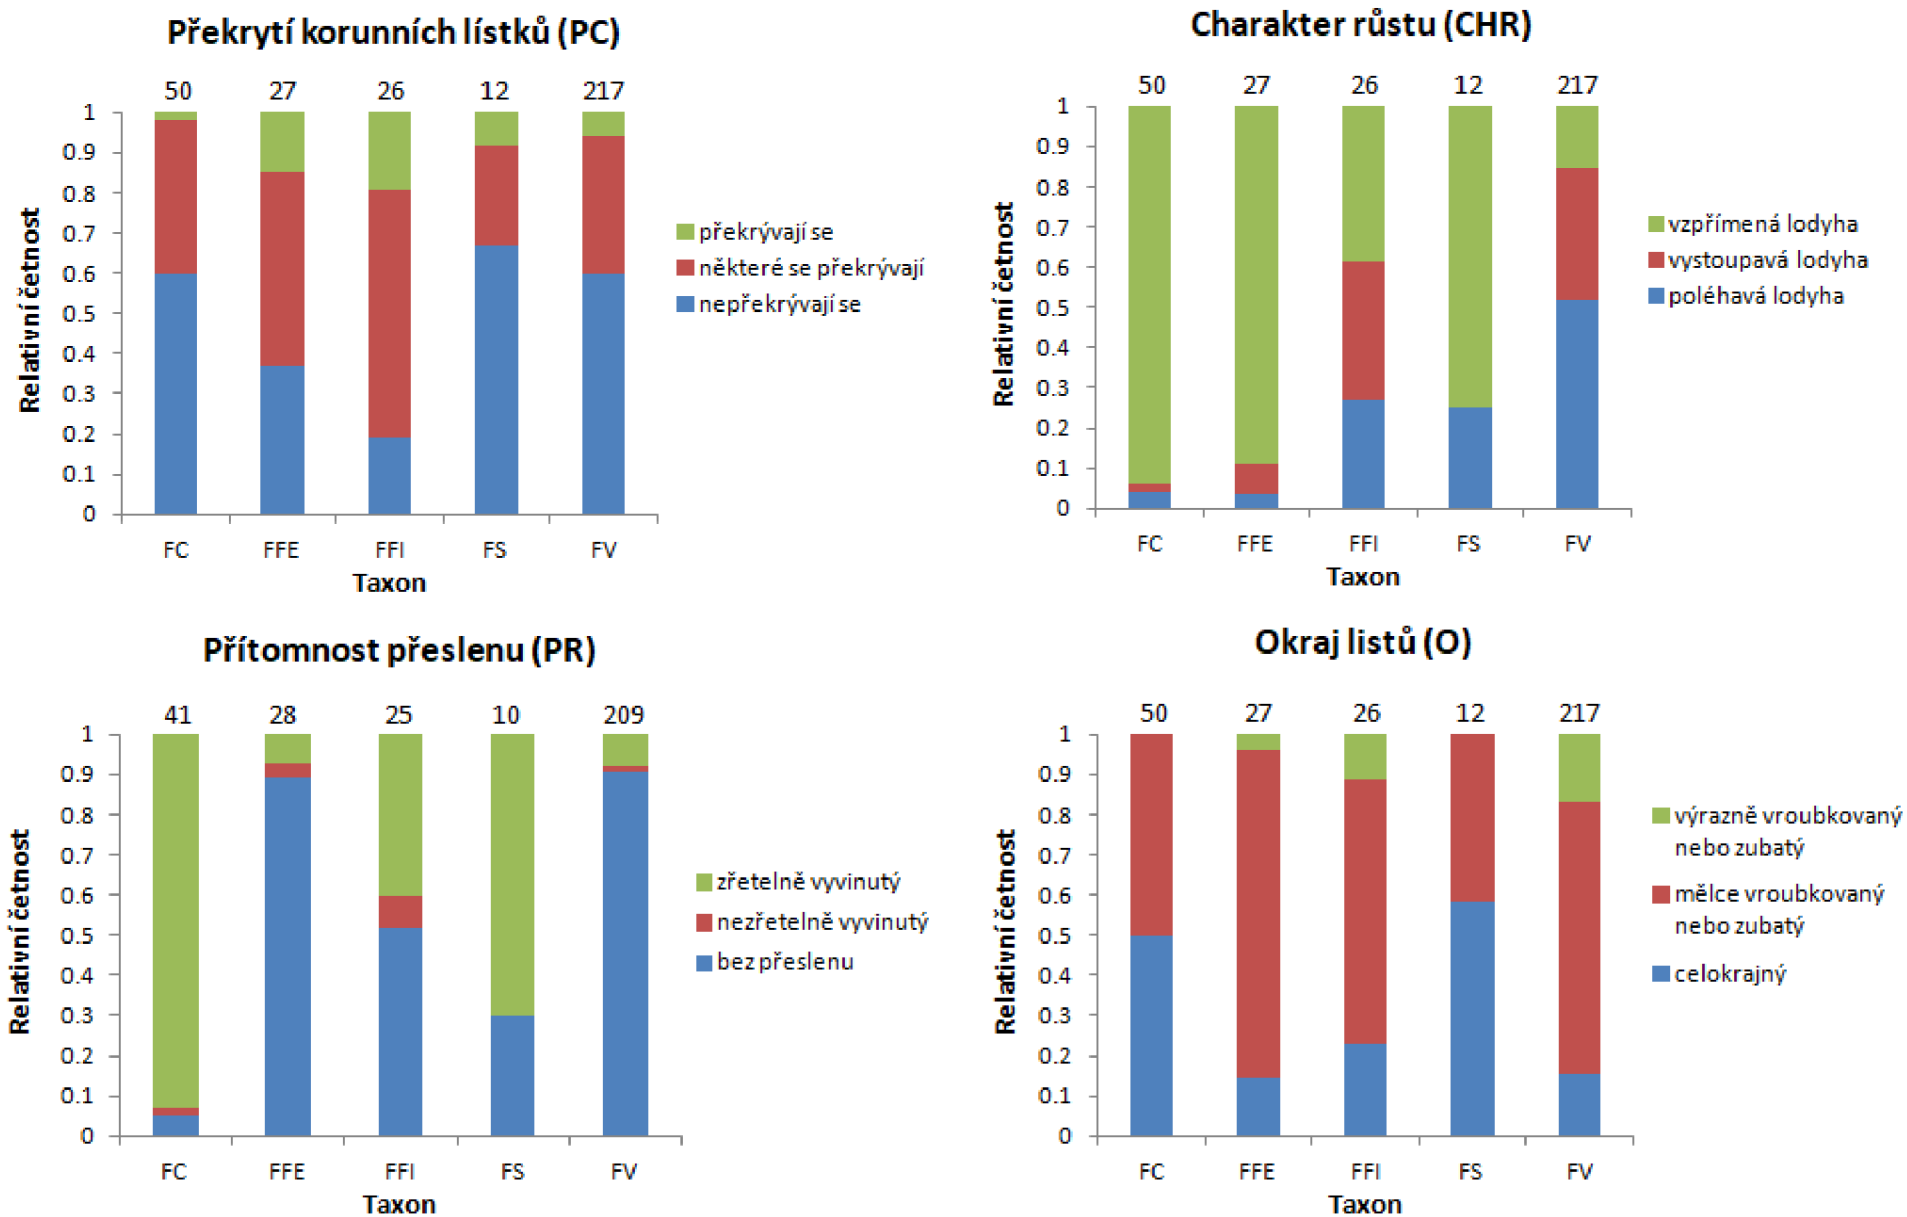 Překrytí korunních lístků (PC)
50 27 26 12 217
1
0.9
0.8
0.7
0.6
0.5
0.4
0.3
0.2
0.1
0
Relativní četnost
FC FFE FFI FS FV
Taxon
překrývají se
některé se překrývají
nepřekrývají se
Charakter růstu (CHR)
50 27 26 12 217
1
0.9
0.8
0.7
0.6
0.5
0.4
0.3
0.2
0.1
0
Relativní četnost
FC FFE FFI FS FV
Taxon
vzpřímená lodyha
vystoupavá lodyha
poléhavá lodyha
Přítomnost přeslenu (PR)
41 28 25 10 209
1
0.9
0.8
0.7
0.6
0.5
0.4
0.3
0.2
0.1
0
Relativní četnost
FC FFE FFI FS FV
Taxon
zřetelně vyvinutý
nezřetelně vyvinutý
bez přeslenu
Okraj listů (O)
50 27 26 12 217
1
0.9
0.8
0.7
0.6
0.5
0.4
0.3
0.2
0.1
0
Relativní četnost
FC FFE FFI FS FV
Taxon
výrazně vroubkovaný
nebo zubatý
mělce vroubkovaný
nebo zubatý
celokrajný